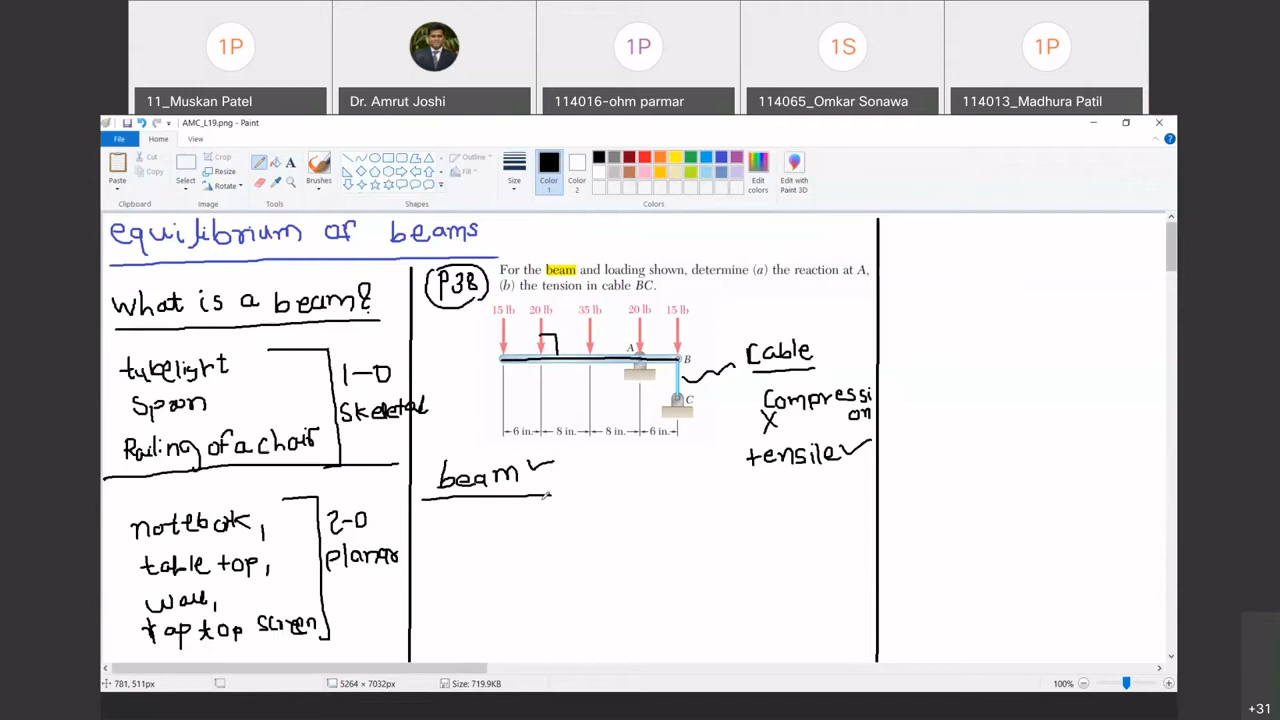 1P
1P
1S
1P
11_Muskan Patel
Dr. Amrut Joshi
114016-ohm parmar
114065_Omkar Sonawa
114013_Madhura Patil
AMC_L19.png - Paint
File
Home
View
Paste
Cut
Copy
Clipboard
Select
Crop
Resize
Rotate
Image
A
Tools
Brushes
Shapes
Outline
Fill
Size
Color
1
Color
2
Colors
Edit
colors
Edit with
Paint 3D
equilibrium of beams
What is a beam?
tubelight
Span
Railing of a chair
1-D
skeletal
notebook,
table top,
wall,
screen
2-D
planar
P38
For the beam and loading shown, determine (a) the reaction at A,
(b) the tension in cable BC.
15 lb 20 lb 35 lb 20 lb 15 lb
A
B
C
6 in. 8 in. 8 in. 6 in.
Cable
Compressi
on
X
tensile ✓
beam ✓
781, 511px
5264 × 7032px
Size: 719.9KB
100%
+31